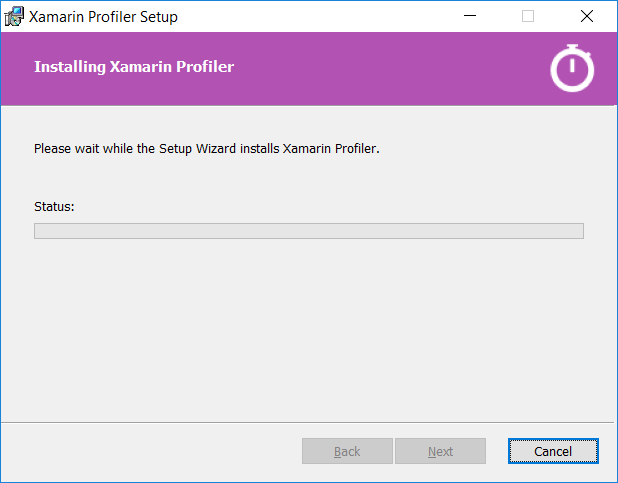 Xamarin Profiler Setup
Installing Xamarin Profiler
Please wait while the Setup Wizard installs Xamarin Profiler.
Status:
Back Next Cancel